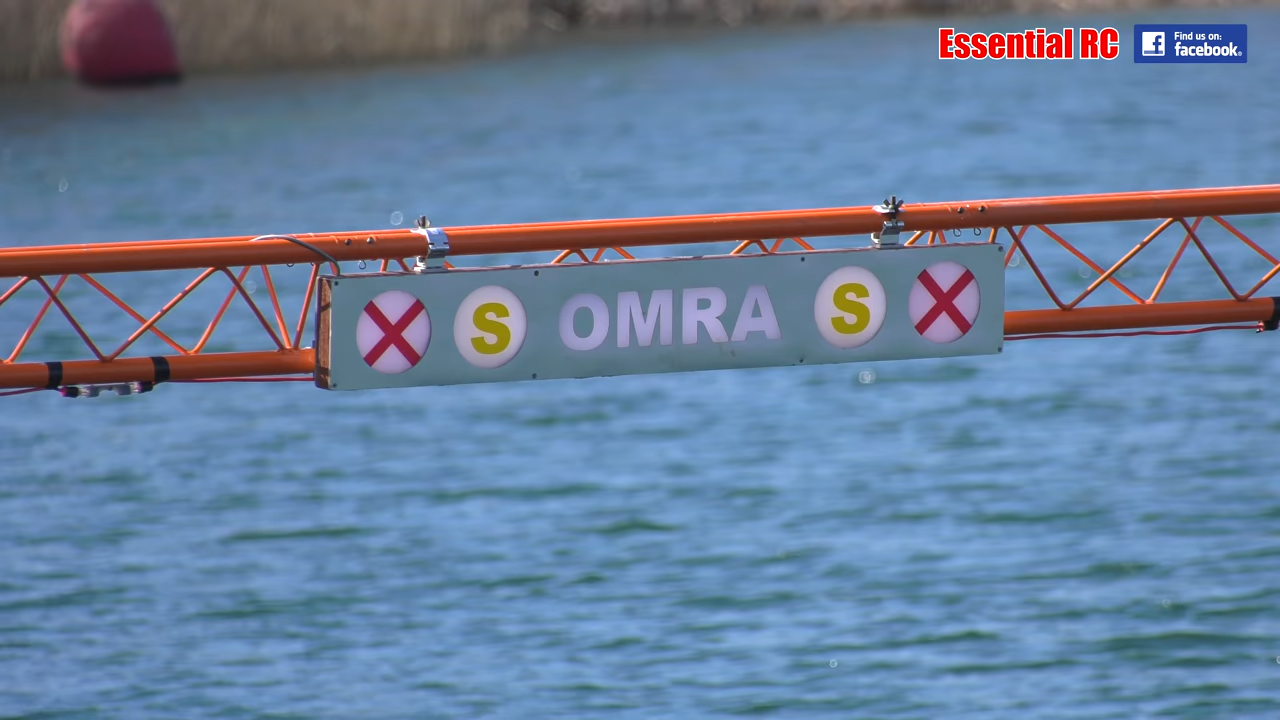 Essential RC
Find us on:
facebook
X S OMRA S X